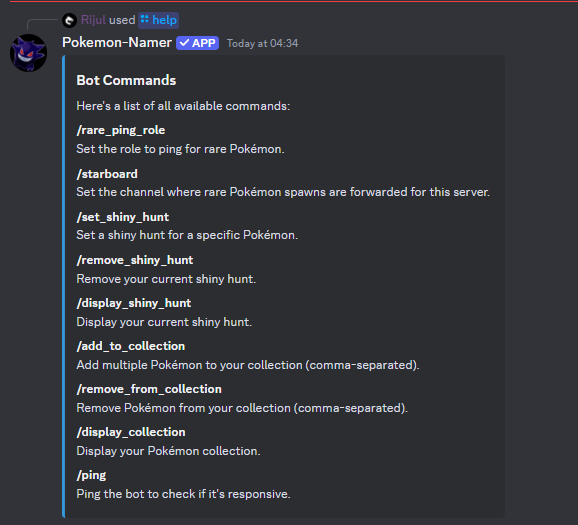 Rijul used help
Pokemon-Namer ✓ APP Today at 04:34
Bot Commands
Here's a list of all available commands:
/rare_ping_role
Set the role to ping for rare Pokémon.
/starboard
Set the channel where rare Pokémon spawns are forwarded for this server.
/set_shiny_hunt
Set a shiny hunt for a specific Pokémon.
/remove_shiny_hunt
Remove your current shiny hunt.
/display_shiny_hunt
Display your current shiny hunt.
/add_to_collection
Add multiple Pokémon to your collection (comma-separated).
/remove_from_collection
Remove Pokémon from your collection (comma-separated).
/display_collection
Display your Pokémon collection.
/ping
Ping the bot to check if it's responsive.